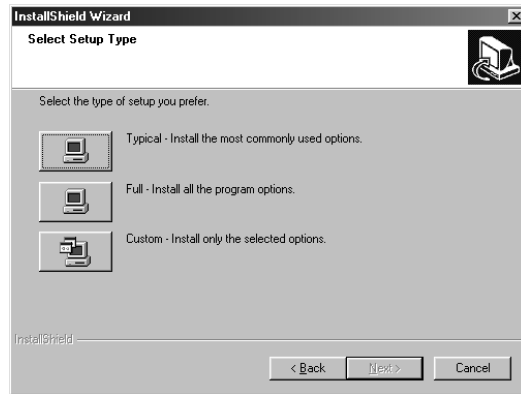 InstallShield Wizard
Select Setup Type
Select the type of setup you prefer.
Typical - Install the most commonly used options.
Full - Install all the program options.
Custom - Install only the selected options.
InstallShield
< Back
Next >
Cancel